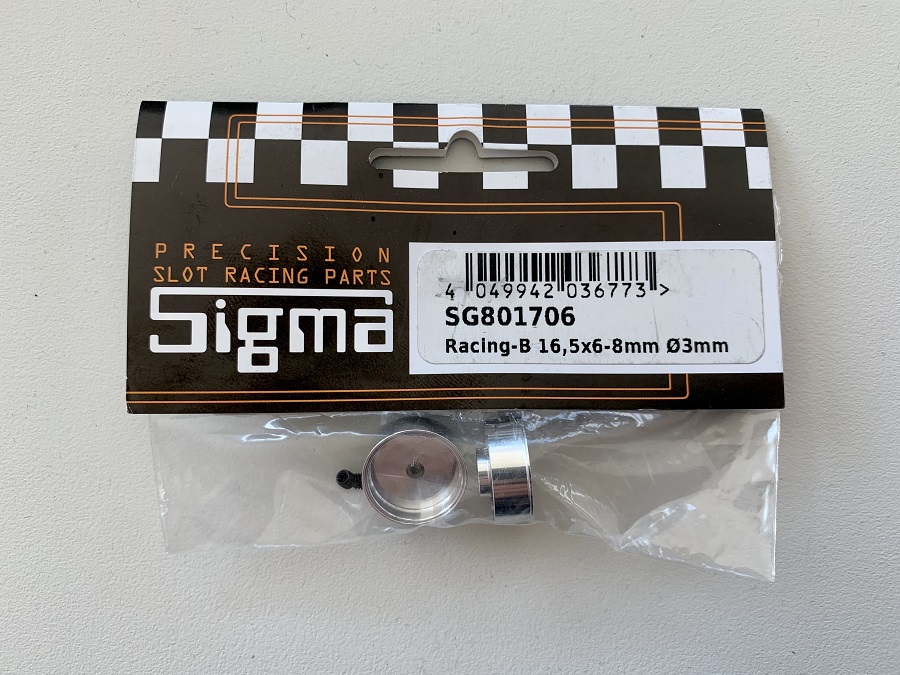 PRECISION
SLOT RACING PARTS
Sigma
4 049942 036773 >
SG801706
Racing-B 16,5x6-8mm Ø3mm